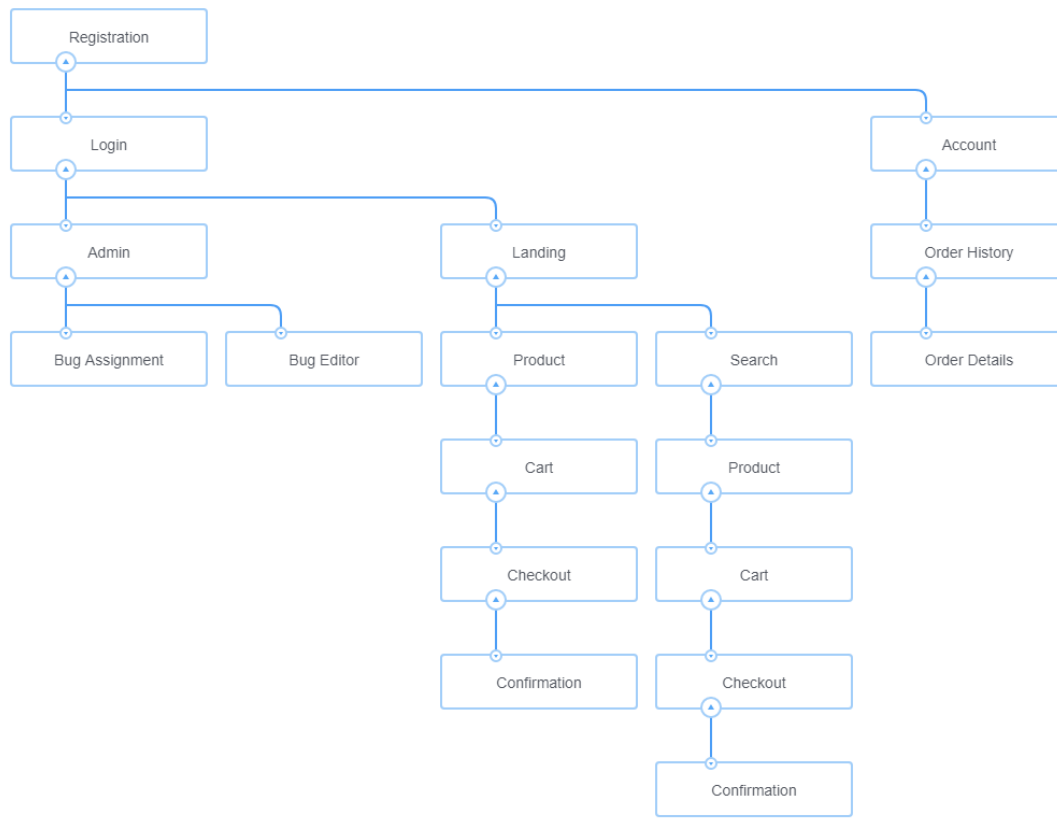 Registration
Login
Account
Admin
Landing
Order History
Bug Assignment
Bug Editor
Product
Search
Order Details
Cart
Product
Checkout
Cart
Confirmation
Checkout
Confirmation